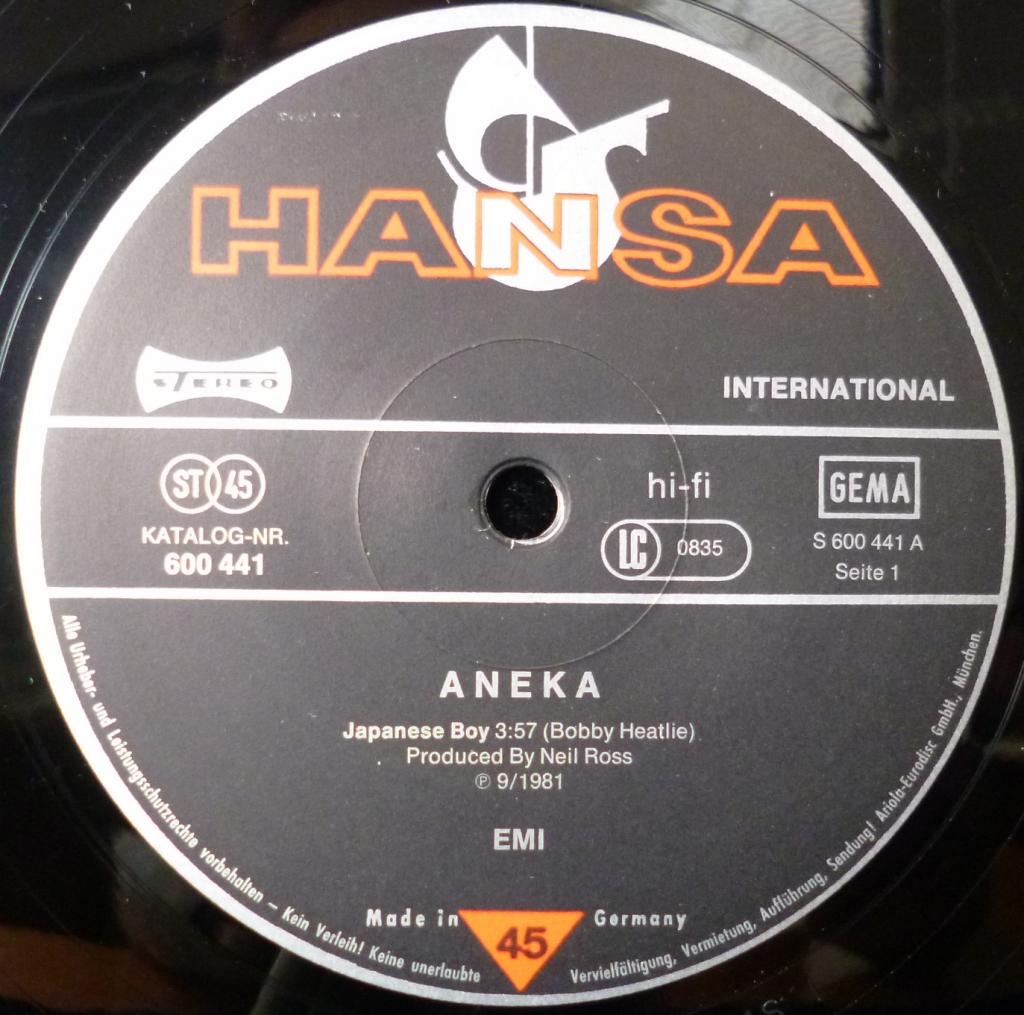 HANSA
STEREO
INTERNATIONAL
ST 45
KATALOG-NR.
600 441
hi-fi
LC 0835
GEMA
S 600 441 A
Seite 1
ANEKA
Japanese Boy 3:57 (Bobby Heatlie)
Produced By Neil Ross
℗ 9/1981
EMI
Made in Germany
45
Alle Urheber- und Leistungsschutzrechte vorbehalten – Kein Verleih! Keine unerlaubte Vervielfältigung, Vermietung, Aufführung, Sendung! Ariola-Eurodisc GmbH., München.